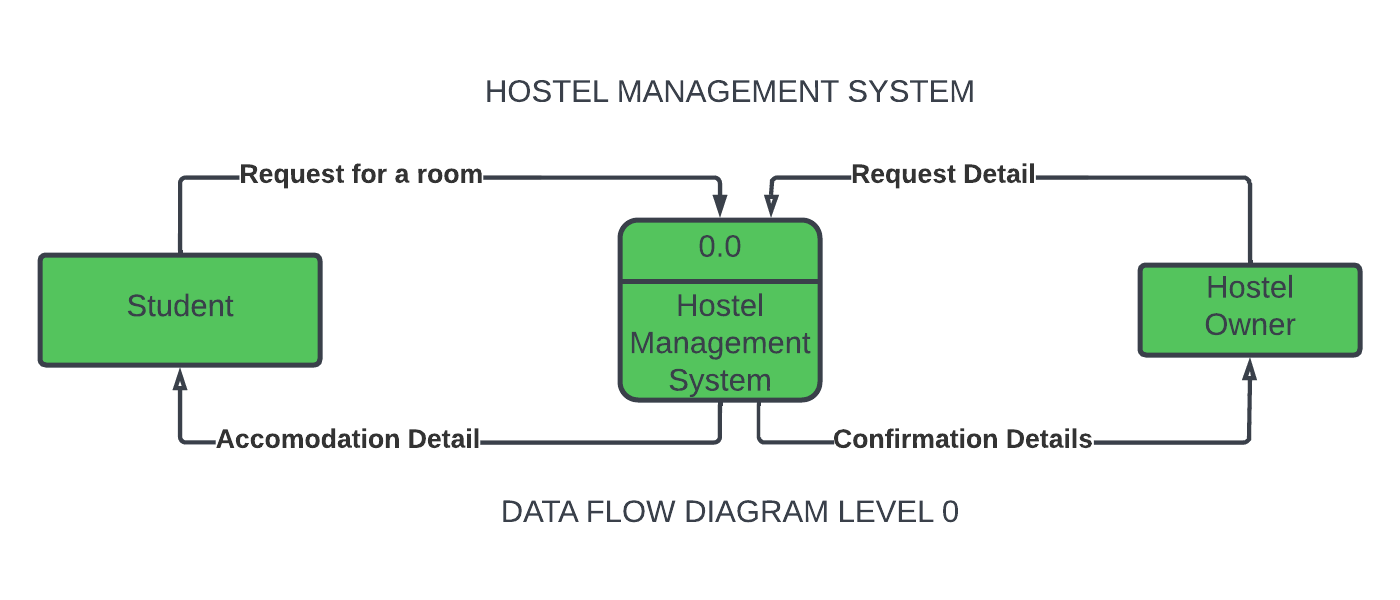 HOSTEL MANAGEMENT SYSTEM
Request for a room
Request Detail
0.0
Student
Hostel
Management
System
Hostel
Owner
Accomodation Detail
Confirmation Details
DATA FLOW DIAGRAM LEVEL 0